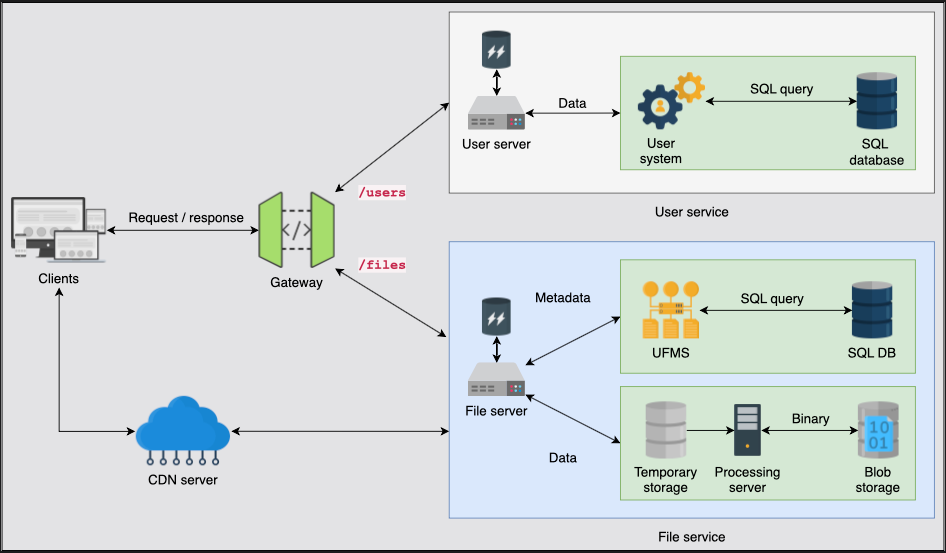 User server
Data
User
system
SQL query
SQL
database
User service
/users
Clients
Request / response
</>
Gateway
/files
File server
Metadata
UFMS
SQL query
SQL DB
Data
Temporary
storage
Processing
server
Binary
10
01
Blob
storage
CDN server
File service